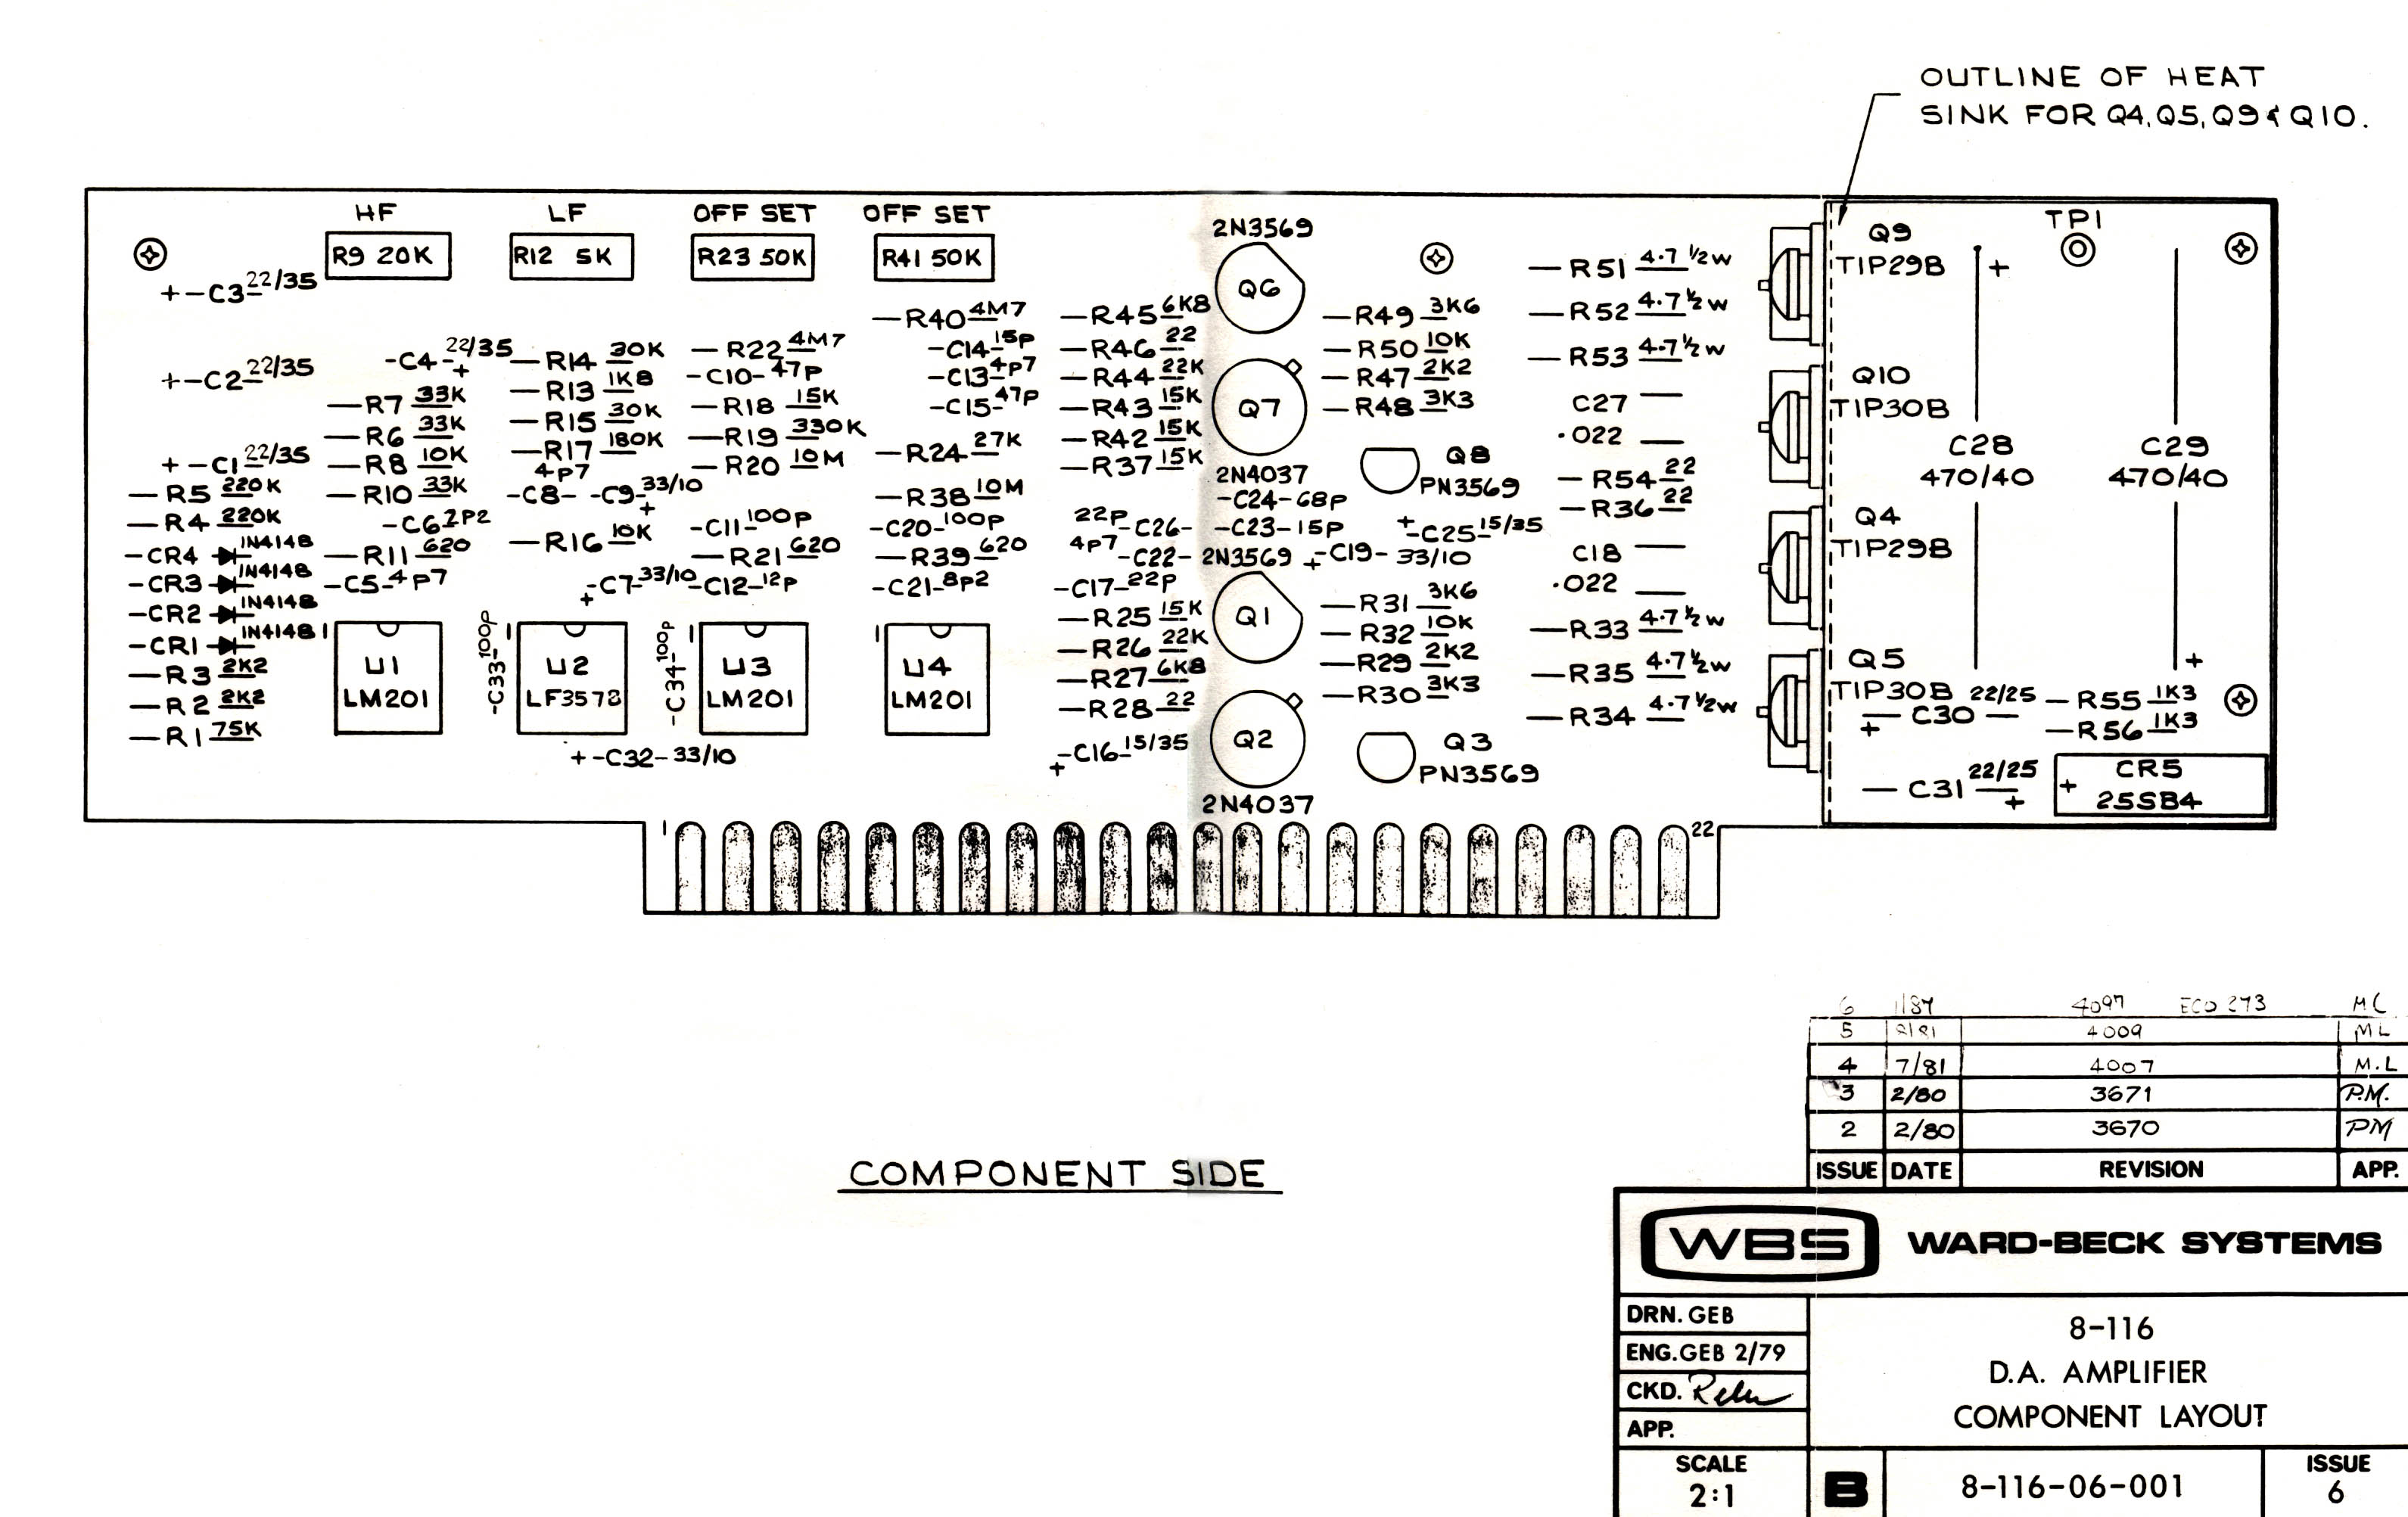 OUTLINE OF HEAT
SINK FOR Q4,Q5,Q9 & Q10.
HF
LF
OFF SET
OFF SET
R9 20K
R12 5K
R23 50K
R41 50K
+-C3-22/35
+-C2-22/35
+-C1-22/35
R5 220K
R4 220K
-CR4 1N4148
-CR3 1N4148
-CR2 1N4148
-CR1 1N4148
R3 2K2
R2 2K2
R1 75K
-C4-22/35 +
R7 33K
R6 33K
R8 10K
R10 33K
-C6-2P2
R11 620
-C5-4P7
1
U1
LM201
R14 30K
R13 1K8
R15 30K
R17 180K
4P7
-C8-
-C9-33/10 +
R16 10K
+-C7-33/10
-C33-100P
1
U2
LF357B
+-C32-33/10
R22 4M7
-C10-47P
R18 15K
R19 330K
R20 10M
-C11-100P
R21 620
-C12-12P
-C34-100P
1
U3
LM201
R40 4M7
-C14-15P
-C13-4P7
-C15-47P
R24 27K
R38 10M
-C20-100P
R39 620
-C21-8P2
1
U4
LM201
R45 6K8
R46 22
R44 22K
R43 15K
R42 15K
R37 15K
22P -C26-
4P7 -C22-
-C17-22P
R25 15K
R26 22K
R27 6K8
R28 22
+-C16-15/35
2N3569
Q6
Q7
2N4037
-C24-68P
-C23-15P
2N3569
Q1
Q2
2N4037
R49 3K6
R50 10K
R47 2K2
R48 3K3
Q8
PN3569
+-C25-15/35
+-C19-33/10
R31 3K6
R32 10K
R29 2K2
R30 3K3
Q3
PN3569
R51 4.7 ½W
R52 4.7 ½W
R53 4.7 ½W
C27
.022
R54 22
R36 22
C18
.022
R33 4.7 ½W
R35 4.7 ½W
R34 4.7 ½W
Q9
TIP29B
Q10
TIP30B
Q4
TIP29B
Q5
TIP30B
TP1
+
C28
470/40
C29
470/40
+
22/25
C30
+
C31 22/25
+
R55 1K3
R56 1K3
+ CR5
25SB4
1
22
COMPONENT SIDE
6 4097 ECO 273 MC
5 4009 ML
4 7/81 4007 M.L
3 2/80 3671 P.M.
2 2/80 3670 PM
ISSUE DATE REVISION APP.
WBS WARD-BECK SYSTEMS
DRN. GEB
ENG. GEB 2/79
CKD.
APP.
8-116
D.A. AMPLIFIER
COMPONENT LAYOUT
SCALE
2:1
B
8-116-06-001
ISSUE
6